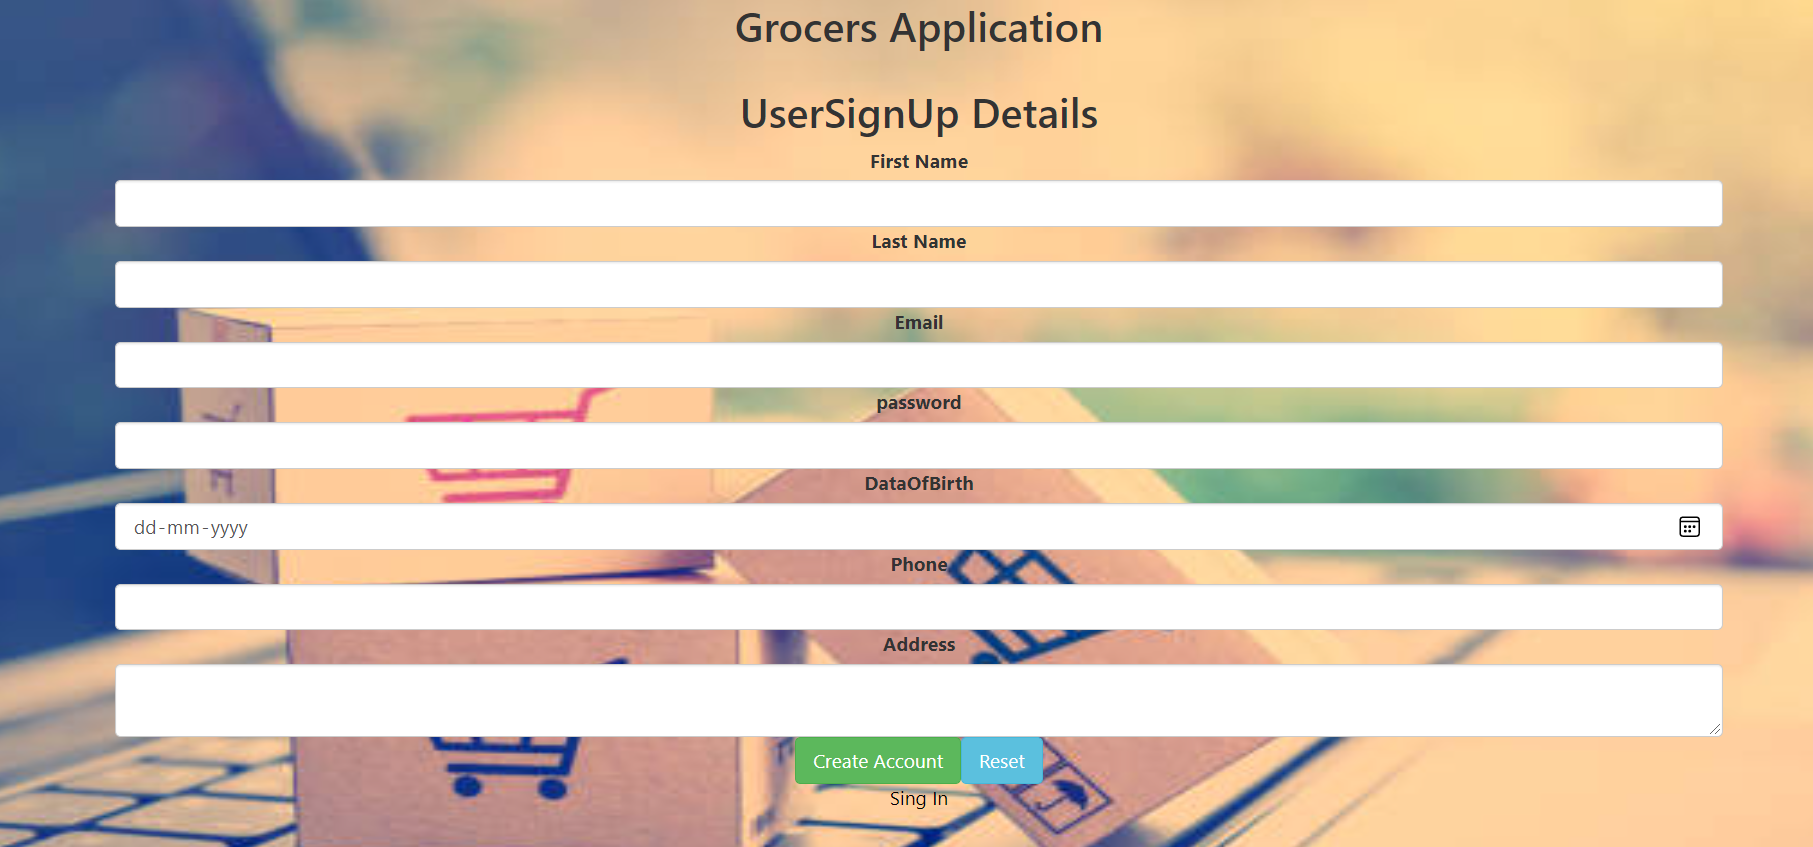 Grocers Application
UserSignUp Details
First Name
Last Name
Email
password
DataOfBirth
dd-mm-yyyy
Phone
Address
Create Account Reset
Sing In